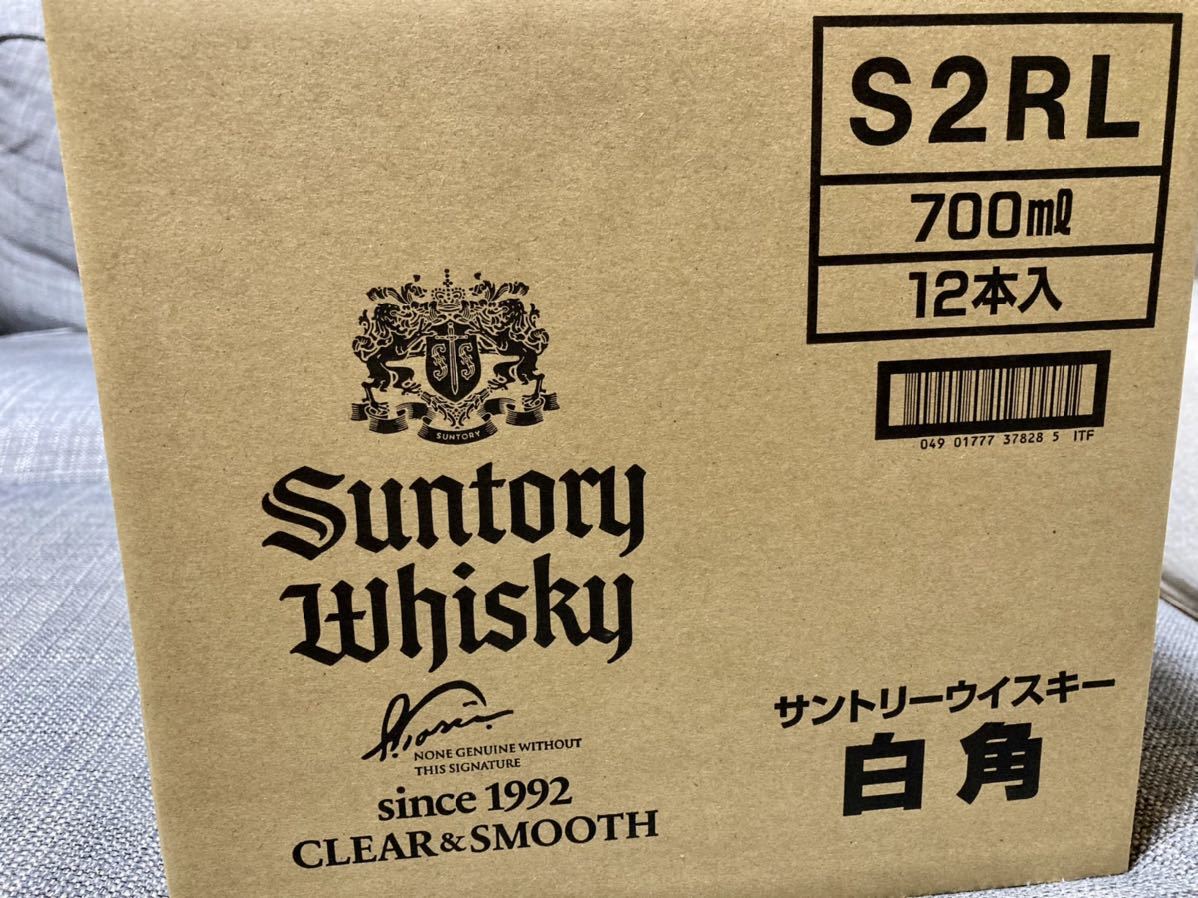 S2RL
700ml
12本入
049 01777 37828 5 ITF
SUNTORY
Suntory
Whisky
NONE GENUINE WITHOUT
THIS SIGNATURE
since 1992
CLEAR&SMOOTH
サントリーウイスキー
白角